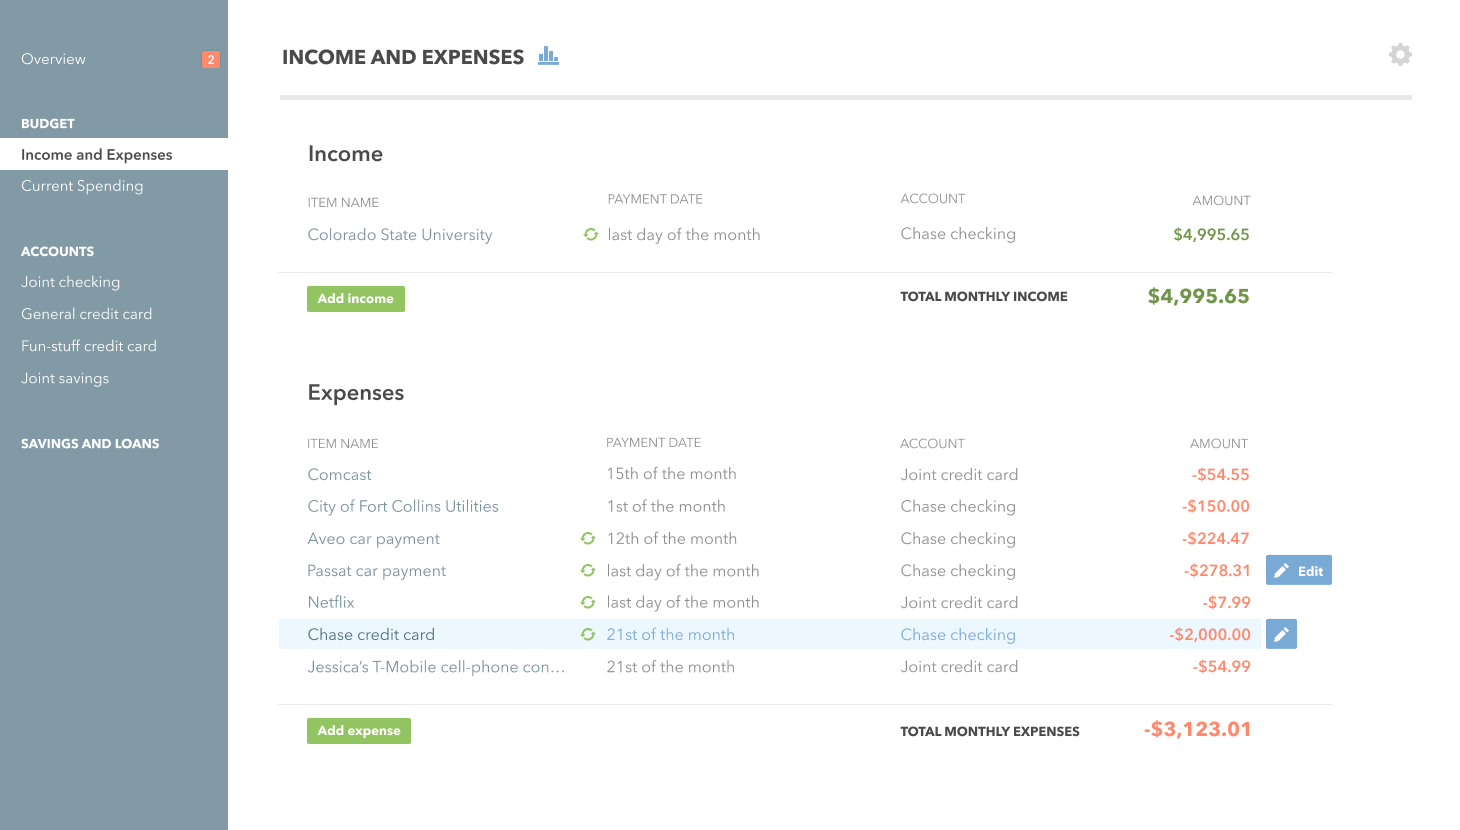 Overview 2
BUDGET
Income and Expenses
Current Spending
ACCOUNTS
Joint checking
General credit card
Fun-stuff credit card
Joint savings
SAVINGS AND LOANS
INCOME AND EXPENSES
Income
ITEM NAME PAYMENT DATE ACCOUNT AMOUNT
Colorado State University last day of the month Chase checking $4,995.65
Add income TOTAL MONTHLY INCOME $4,995.65
Expenses
ITEM NAME PAYMENT DATE ACCOUNT AMOUNT
Comcast 15th of the month Joint credit card -$54.55
City of Fort Collins Utilities 1st of the month Chase checking -$150.00
Aveo car payment 12th of the month Chase checking -$224.47
Passat car payment last day of the month Chase checking -$278.31 Edit
Netflix last day of the month Joint credit card -$7.99
Chase credit card 21st of the month Chase checking -$2,000.00
Jessica's T-Mobile cell-phone con… 21st of the month Joint credit card -$54.99
Add expense TOTAL MONTHLY EXPENSES -$3,123.01